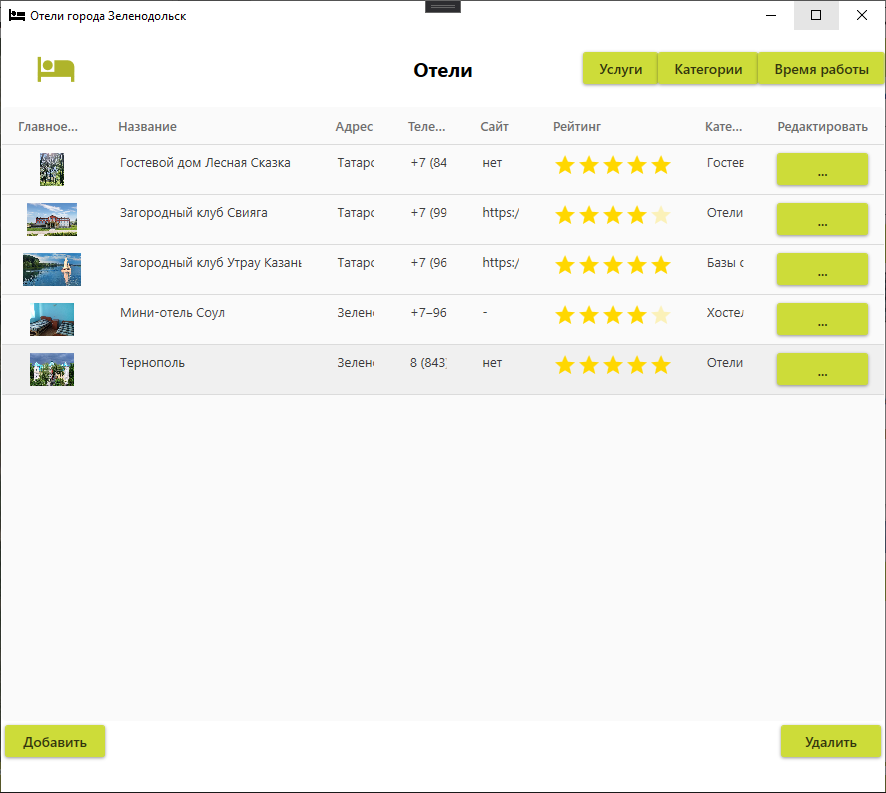 Отели города Зеленодольск
Отели
Услуги Категории Время работы
Главное... Название Адрес Теле... Сайт Рейтинг Кате... Редактировать
Гостевой дом Лесная Сказка Татарс +7 (84 нет Гостев ...
Загородный клуб Свияга Татарс +7 (99 https:/ Отели ...
Загородный клуб Утрау Казань Татарс +7 (96 https:/ Базы о ...
Мини-отель Соул Зелено +7–96 - Хостел ...
Тернополь Зелено 8 (843) нет Отели ...
Добавить Удалить